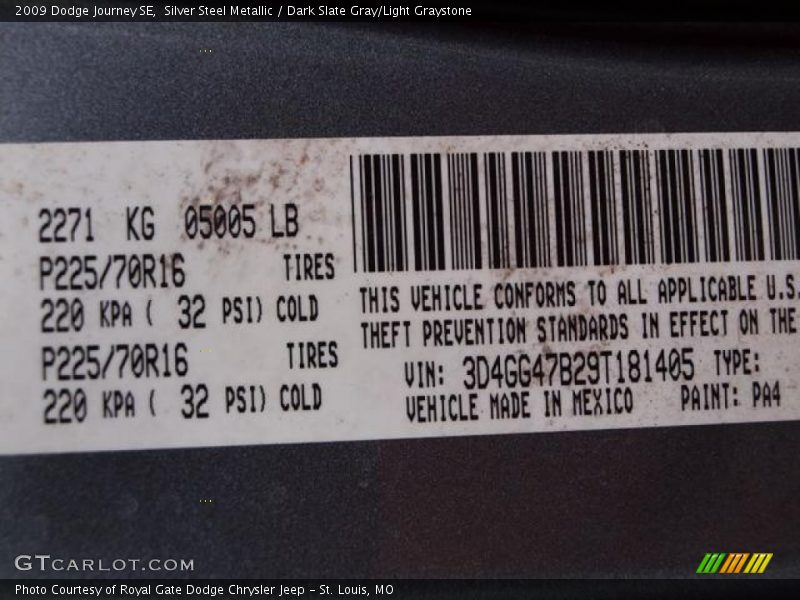 2009 Dodge Journey SE,  Silver Steel Metallic / Dark Slate Gray/Light Graystone
2271 KG 05005 LB
P225/70R16 TIRES
220 KPA ( 32 PSI) COLD
P225/70R16 TIRES
220 KPA ( 32 PSI) COLD
THIS VEHICLE CONFORMS TO ALL APPLICABLE U.S.
THEFT PREVENTION STANDARDS IN EFFECT ON THE
VIN: 3D4GG47B29T181405 TYPE:
VEHICLE MADE IN MEXICO PAINT: PA4
GTCARLOT.COM
Photo Courtesy of Royal Gate Dodge Chrysler Jeep - St. Louis, MO